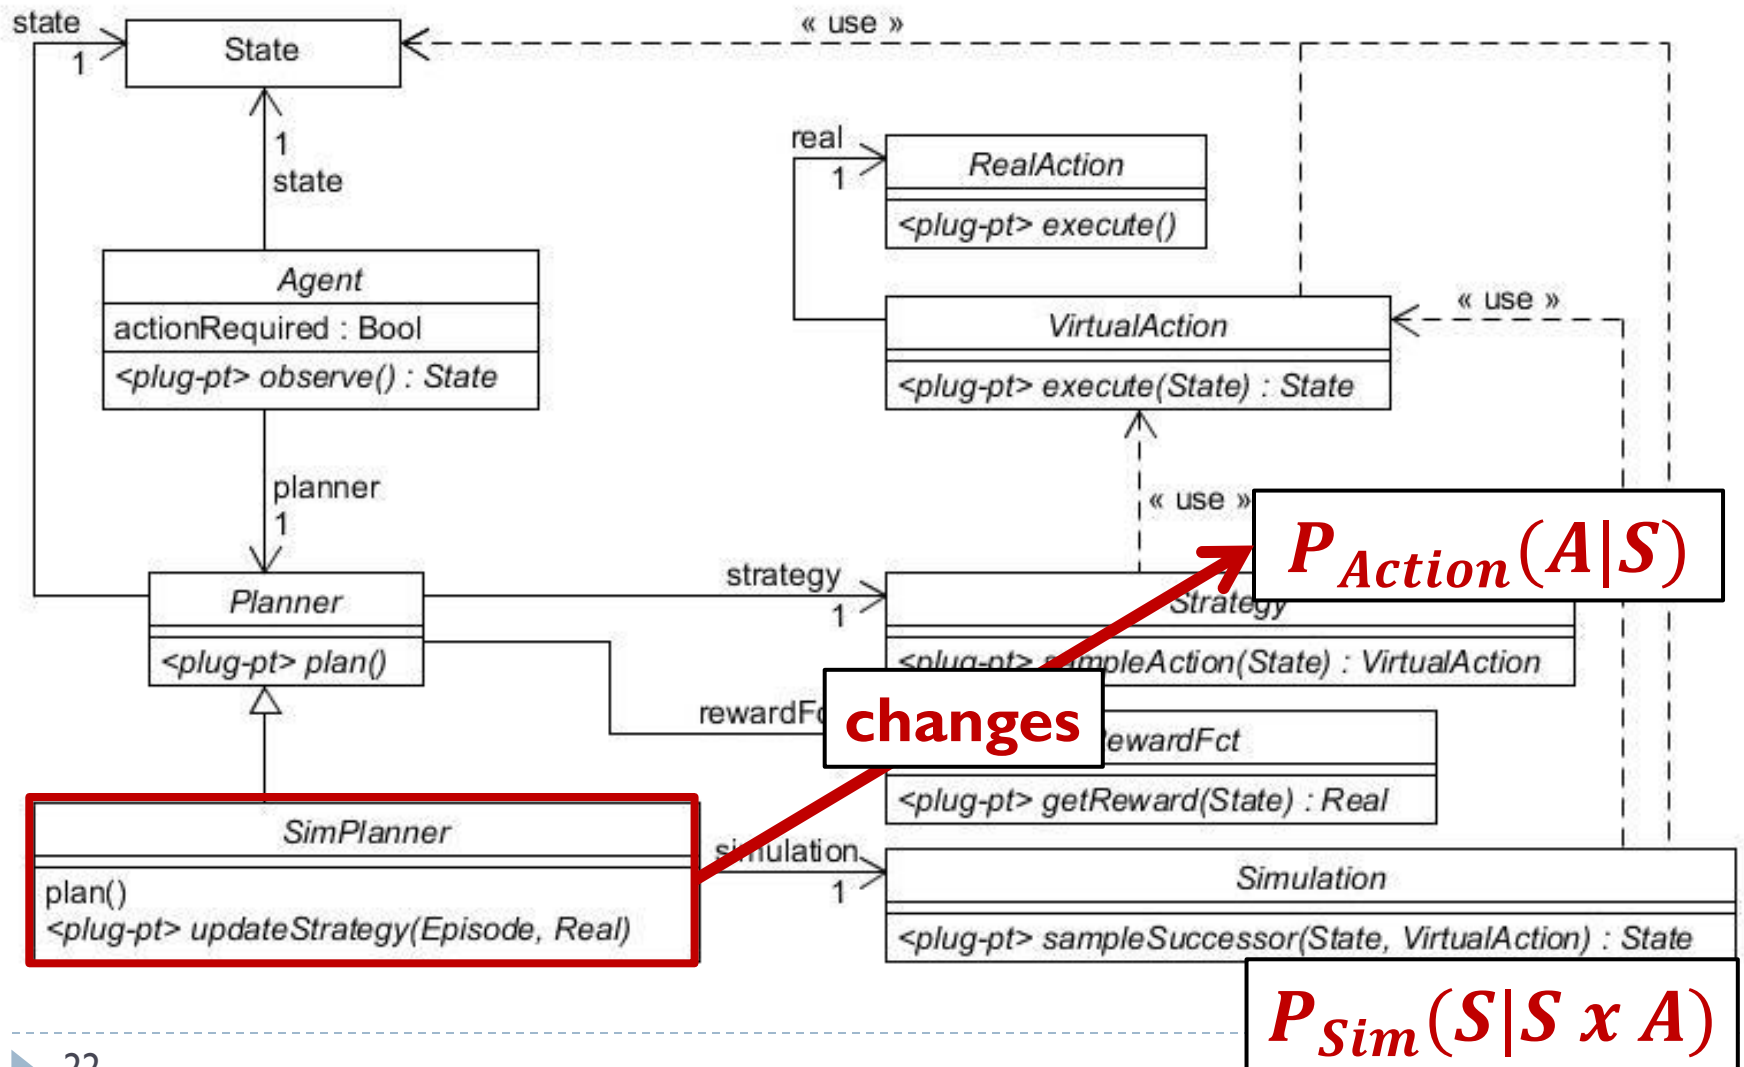 state
1
State
« use »
1
state
real
1
RealAction
<plug-pt> execute()
Agent
actionRequired : Bool
<plug-pt> observe() : State
VirtualAction
<plug-pt> execute(State) : State
« use »
planner
1
« use »
P_Action(A|S)
Planner
<plug-pt> plan()
strategy
1
Strategy
<plug-pt> sampleAction(State) : VirtualAction
changes
<plug-pt> getReward(State) : Real
SimPlanner
plan()
<plug-pt> updateStrategy(Episode, Real)
simulation
1
Simulation
<plug-pt> sampleSuccessor(State, VirtualAction) : State
P_Sim(S|S x A)
22